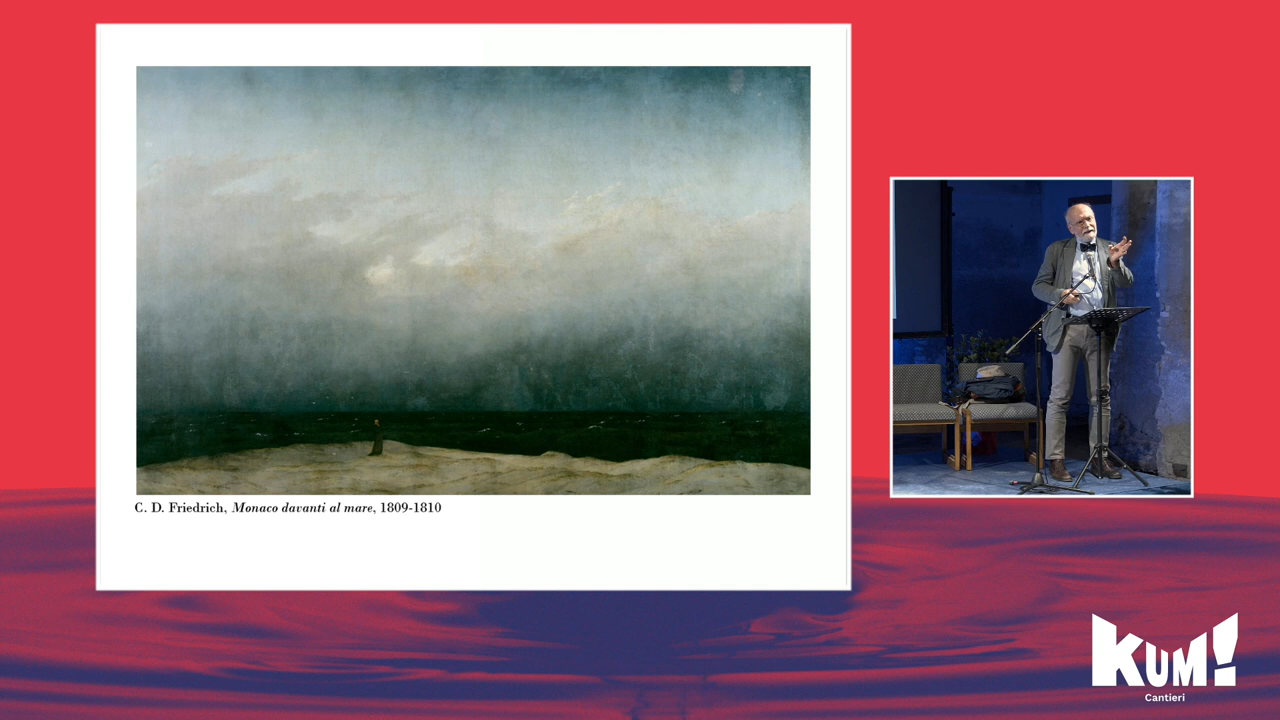 C. D. Friedrich, Monaco davanti al mare, 1809-1810
KUM!
Cantieri